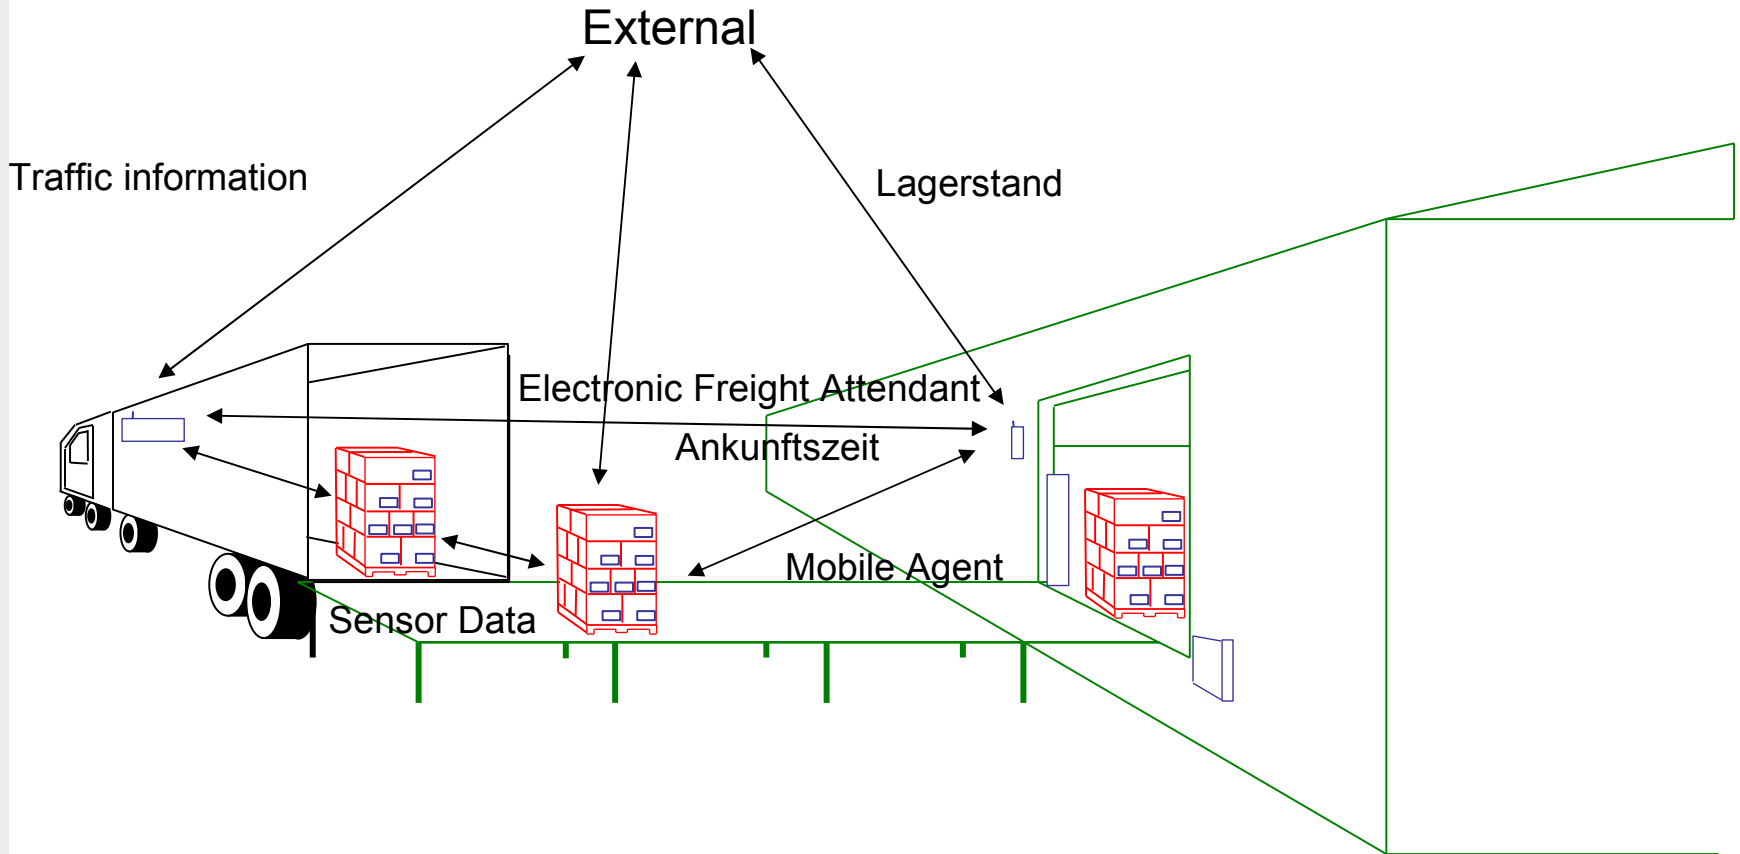 External
Traffic information
Lagerstand
Electronic Freight Attendant
Ankunftszeit
Mobile Agent
Sensor Data